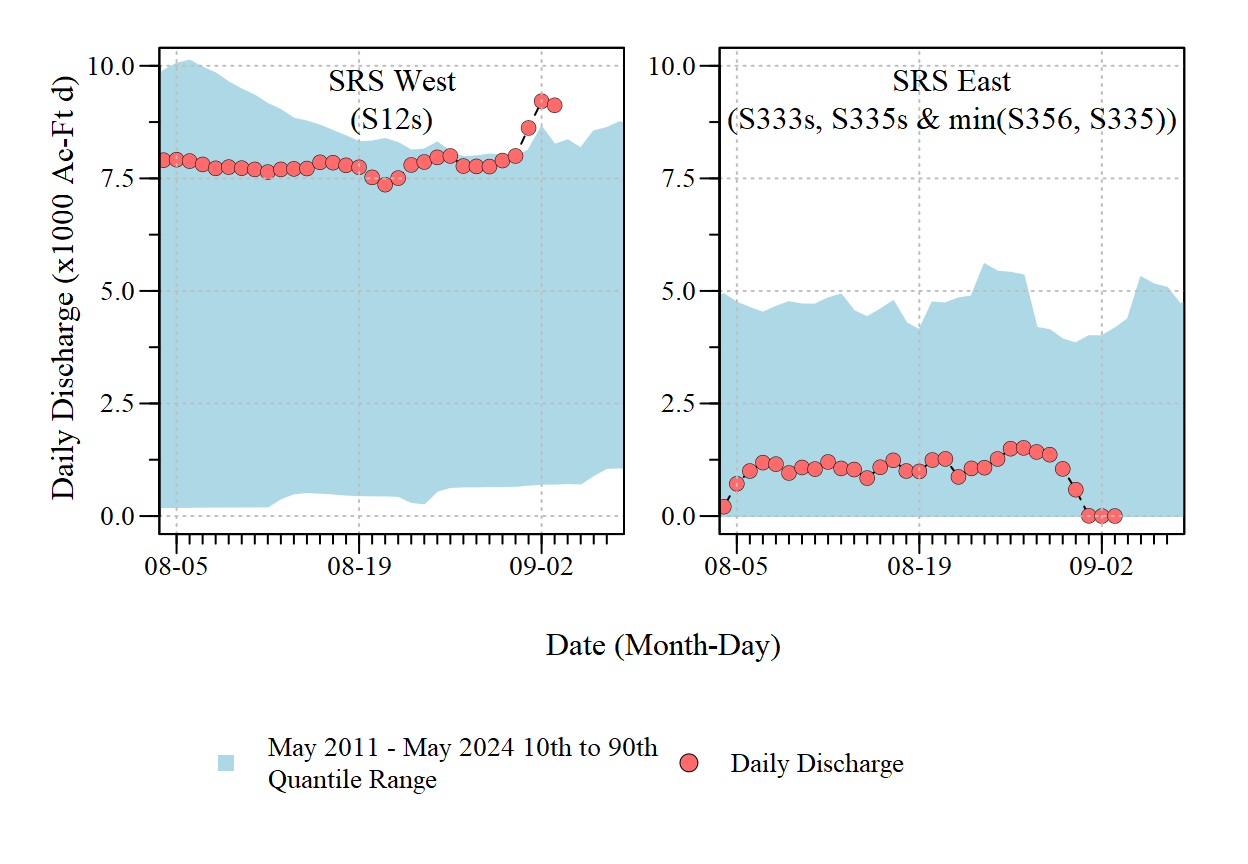 SRS West
(S12s)
SRS East
(S333s, S335s & min(S356, S335))
Daily Discharge (x1000 Ac-Ft d)
10.0
7.5
5.0
2.5
0.0
08-05
08-19
09-02
10.0
7.5
5.0
2.5
0.0
08-05
08-19
09-02
Date (Month-Day)
May 2011 - May 2024 10th to 90th
Quantile Range
Daily Discharge